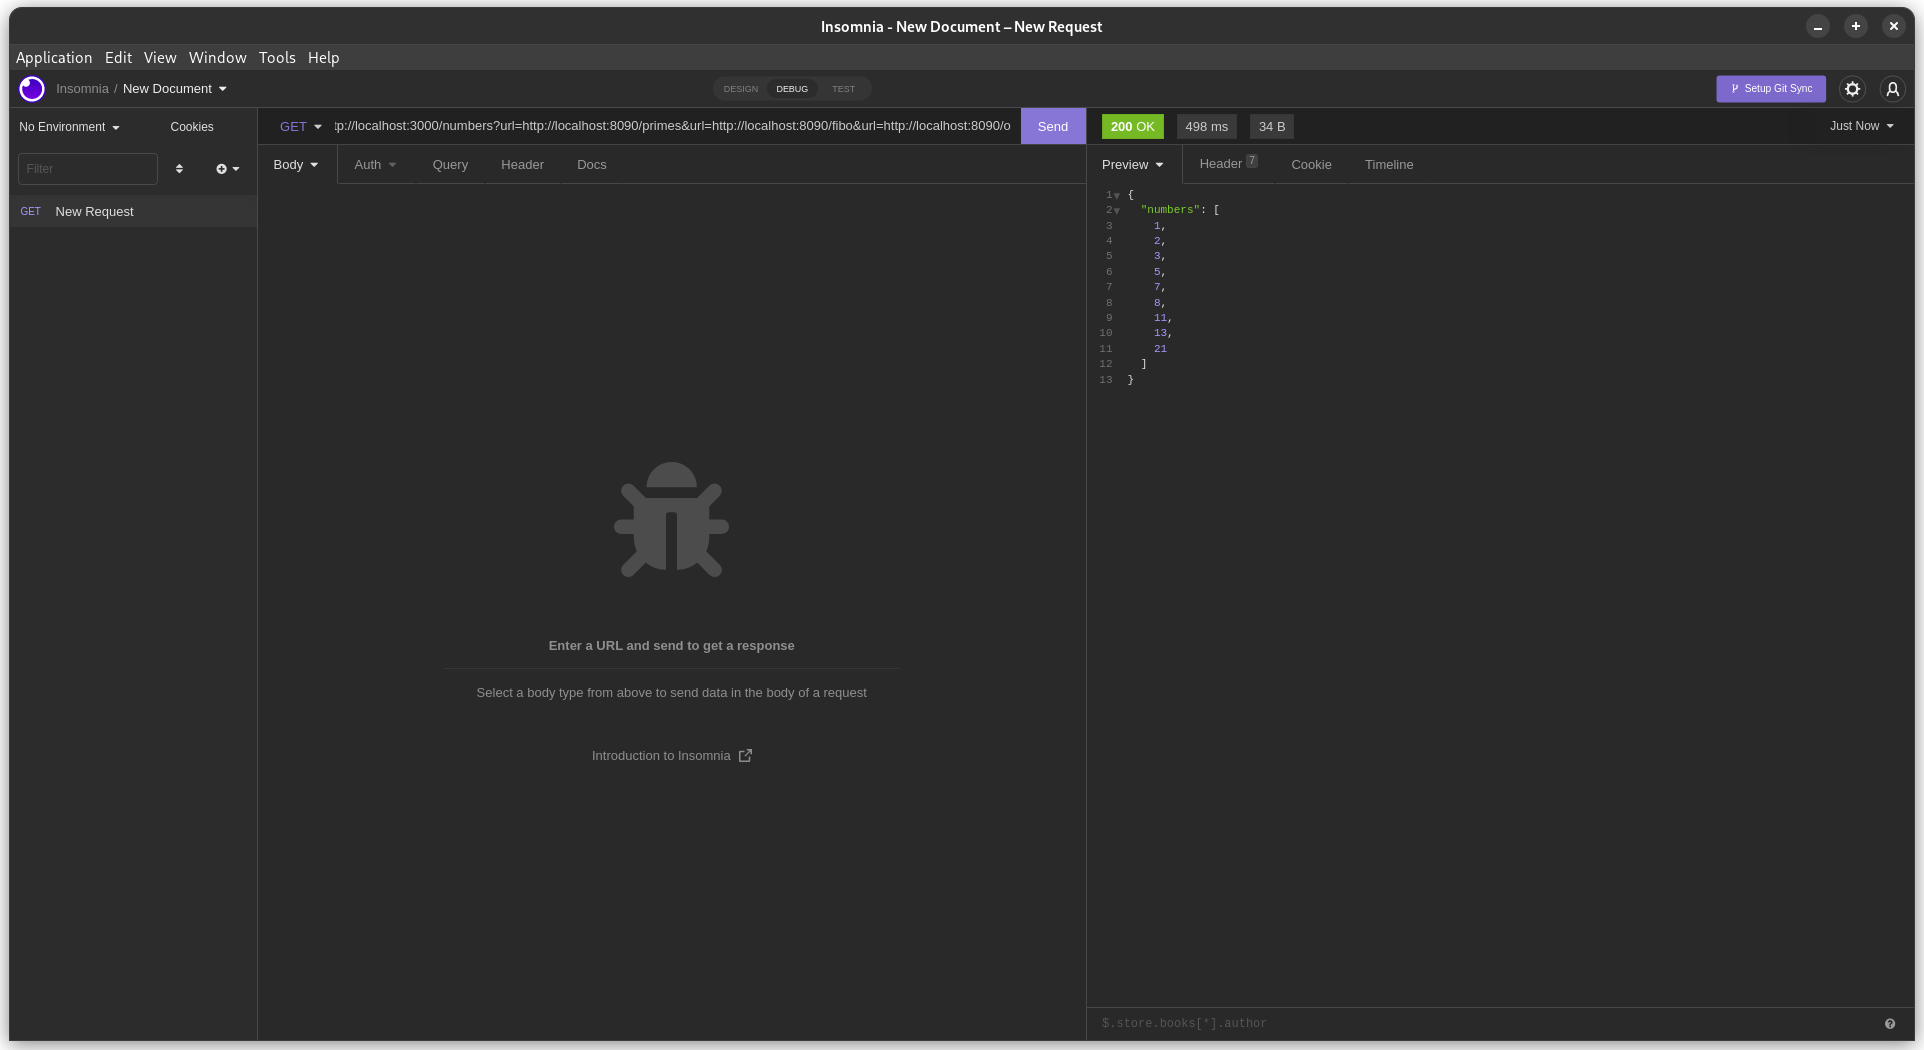 Insomnia - New Document – New Request
Application Edit View Window Tools Help
Insomnia / New Document
DESIGN DEBUG TEST
Setup Git Sync
No Environment Cookies
GET tp://localhost:3000/numbers?url=http://localhost:8090/primes&url=http://localhost:8090/fibo&url=http://localhost:8090/o Send
200 OK 498 ms 34 B Just Now
Filter
Body Auth Query Header Docs
Preview Header 7 Cookie Timeline
GET New Request
1 {
2 "numbers": [
3 1,
4 2,
5 3,
6 5,
7 7,
8 8,
9 11,
10 13,
11 21
12 ]
13 }
Enter a URL and send to get a response
Select a body type from above to send data in the body of a request
Introduction to Insomnia
$.store.books[*].author